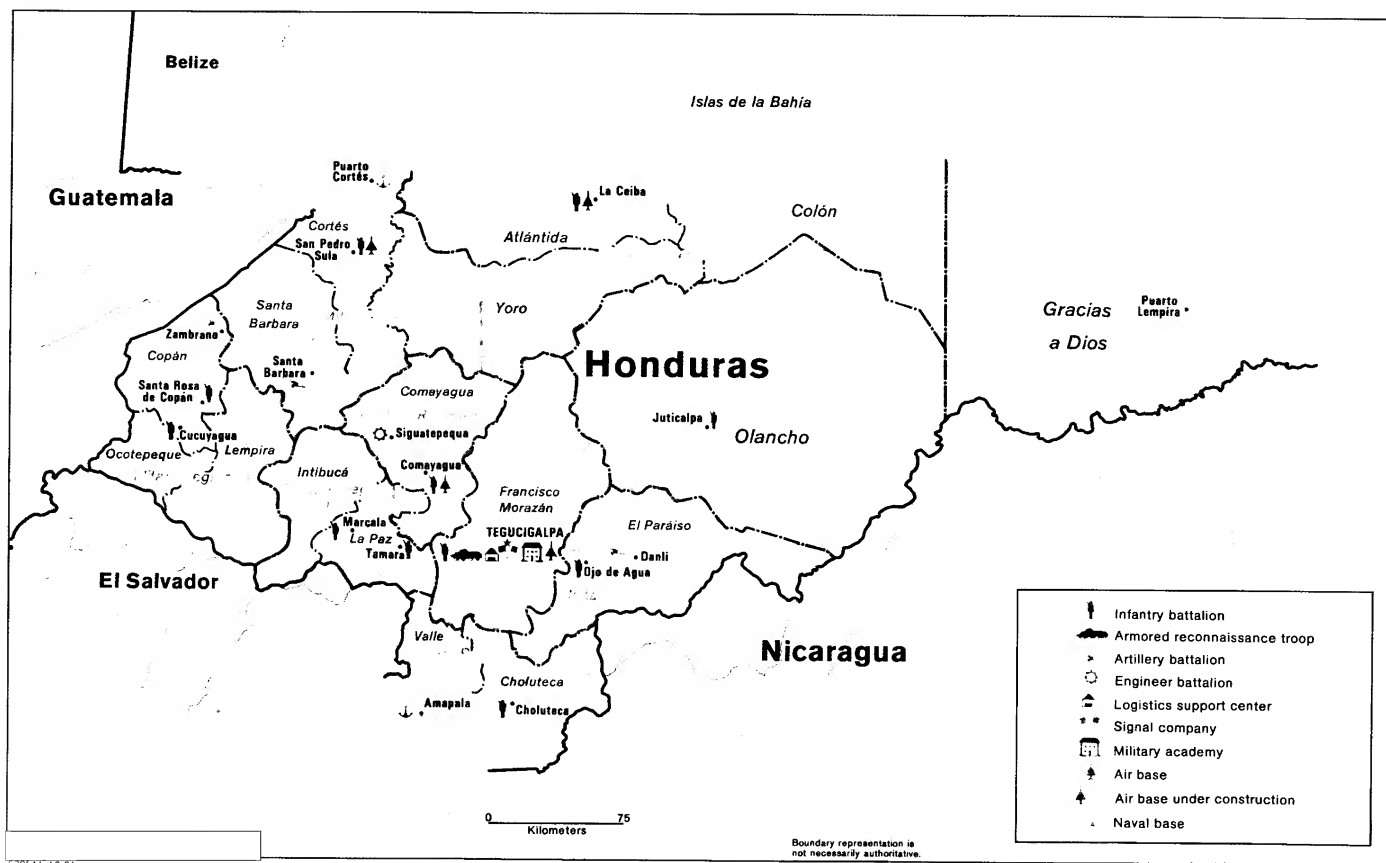 Belize
Islas de la Bahía
Guatemala
Puarto
Cortés
La Ceiba
Colón
Cortés
San Pedro
Sula
Atlántida
Santa
Barbara
Yoro
Gracias
a Dios
Puarto
Lempira
Zambrano
Copán
Santa
Barbara
Honduras
Santa Rosa
de Copán
Comayagua
Juticalpa
Olancho
Cucuyagua
Siguatepequa
Ocotepeque
Lempira
Intibucá
Comayagua
Francisco
Morazán
Marcala
La Paz
Tamara
TEGUCIGALPA
El Paráiso
Danli
Ojo de Agua
El Salvador
Valle
Nicaragua
Choluteca
Amapala
Choluteca
Infantry battalion
Armored reconnaissance troop
Artillery battalion
Engineer battalion
Logistics support center
Signal company
Military academy
Air base
Air base under construction
Naval base
0 75
Kilometers
Boundary representation is
not necessarily authoritative.